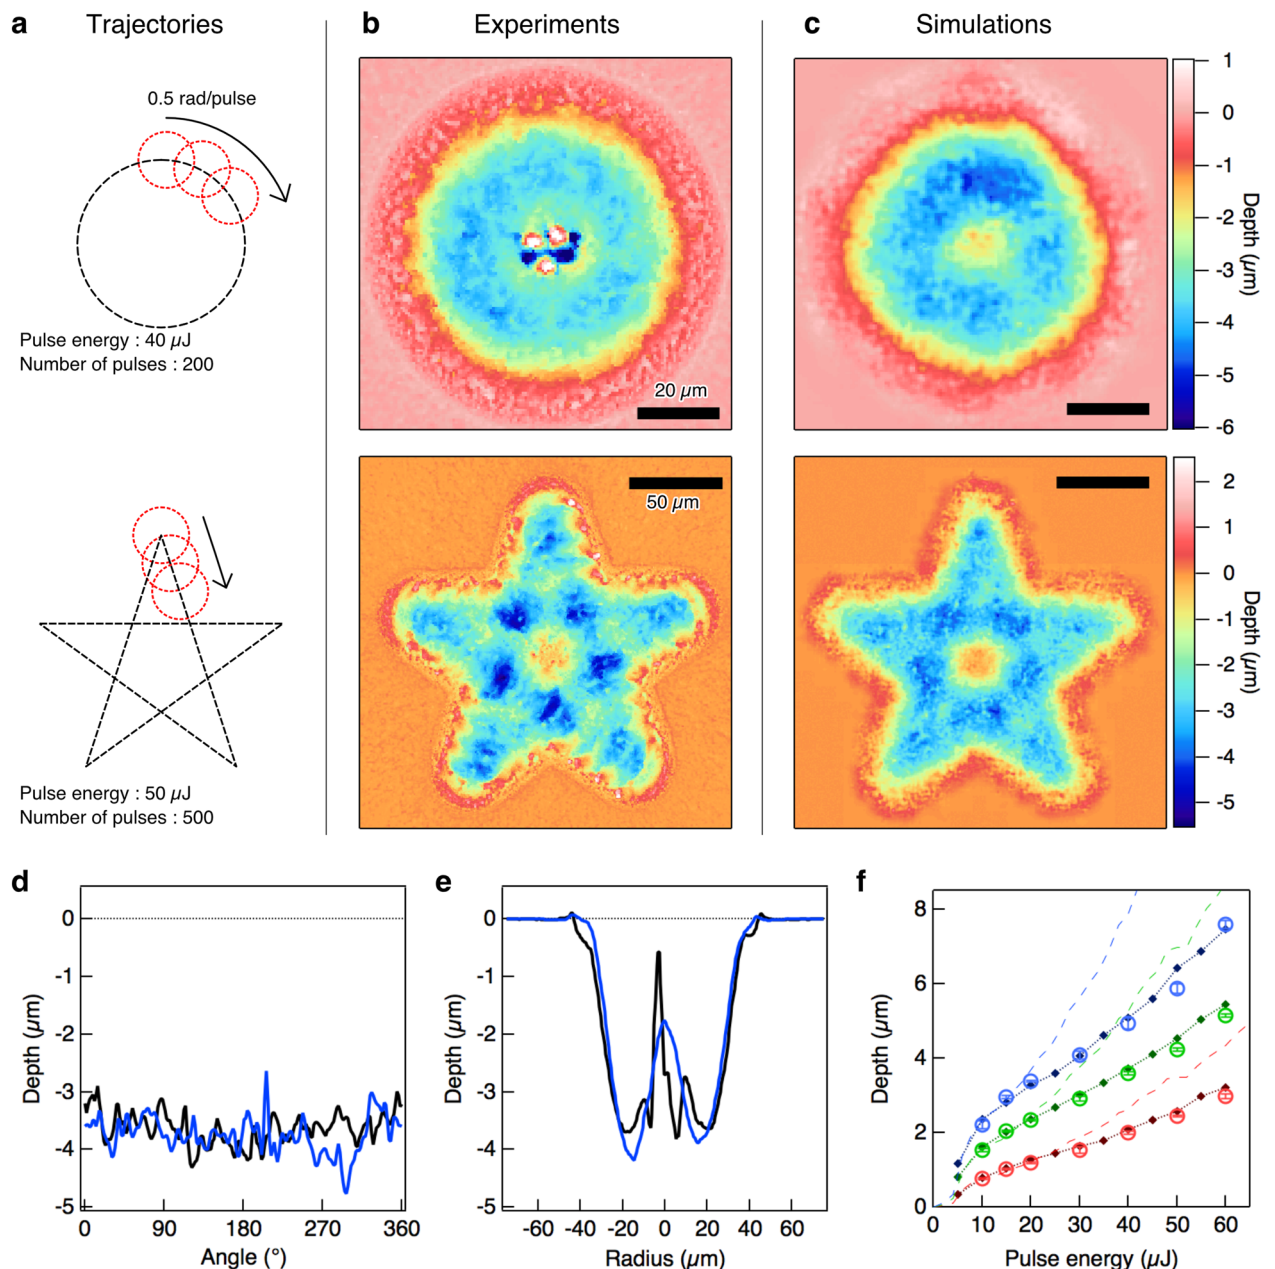 a Trajectories
b Experiments
c Simulations
0.5 rad/pulse
Pulse energy : 40 µJ
Number of pulses : 200
20 µm
1
0
-1
-2
-3
-4
-5
-6
Depth (µm)
Pulse energy : 50 µJ
Number of pulses : 500
50 µm
2
1
0
-1
-2
-3
-4
-5
Depth (µm)
d
0
-1
-2
-3
-4
-5
Depth (µm)
0 90 180 270 360
Angle (°)
e
0
-1
-2
-3
-4
-5
Depth (µm)
-60 -40 -20 0 20 40 60
Radius (µm)
f
8
6
4
2
0
Depth (µm)
0 10 20 30 40 50 60
Pulse energy (µJ)